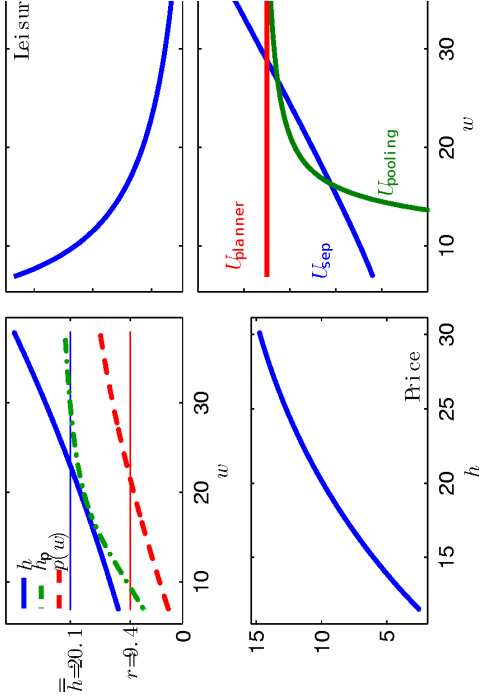 h
h_p
p(w)
h̿=20.1
r=9.4
0
10 20 30
w
Leisur
15
10
5
Price
15 20 25 30
h
U_planner
U_sep
U_pooling
10 20 30
w